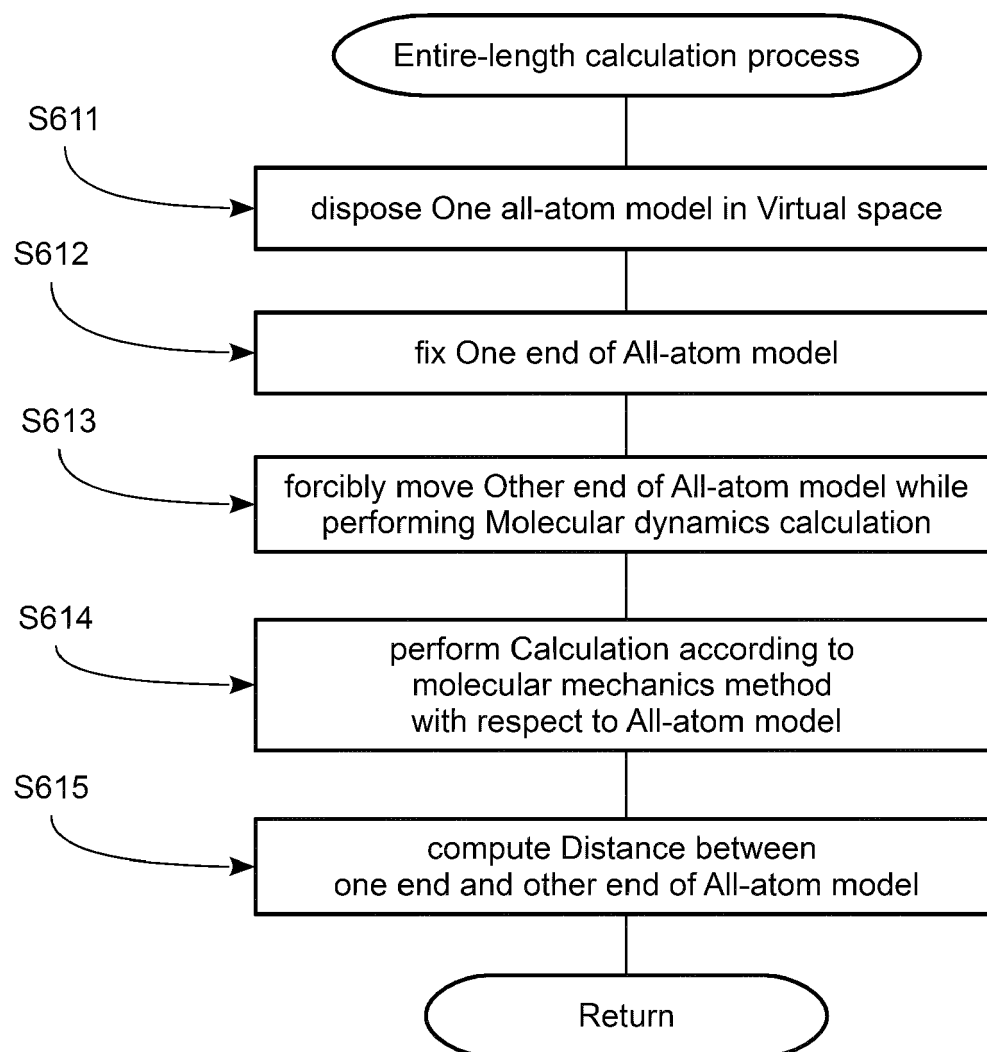 Entire-length calculation process
S611
dispose One all-atom model in Virtual space
S612
fix One end of All-atom model
S613
forcibly move Other end of All-atom model while
performing Molecular dynamics calculation
S614
perform Calculation according to
molecular mechanics method
with respect to All-atom model
S615
compute Distance between
one end and other end of All-atom model
Return